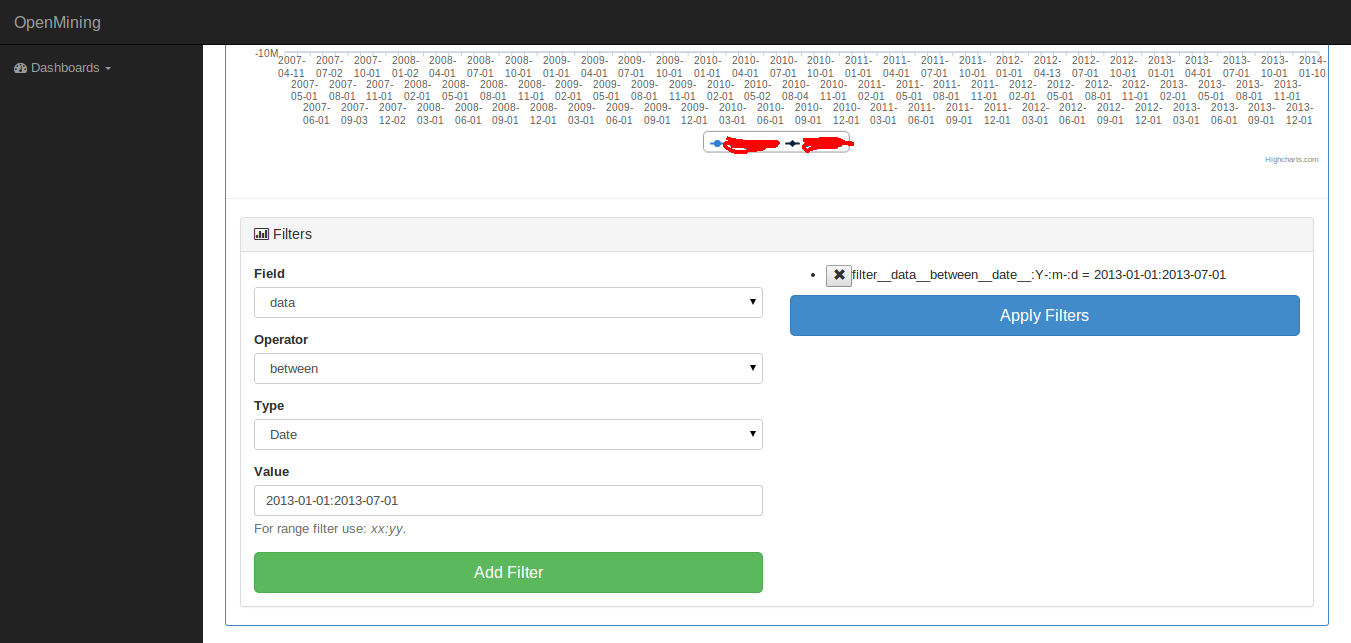 OpenMining
Dashboards
-10M
2007- 2007- 2007- 2008- 2008- 2008- 2008- 2009- 2009- 2009- 2009- 2010- 2010- 2010- 2010- 2011- 2011- 2011- 2011- 2012- 2012- 2012- 2012- 2013- 2013- 2013- 2013- 2014-
04-11 07-02 10-01 01-02 04-01 07-01 10-01 01-01 04-01 07-01 10-01 01-01 04-01 07-01 10-01 01-01 04-01 07-01 10-01 01-01 04-13 07-01 10-01 01-01 04-01 07-01 10-01 01-10
2007- 2007- 2007- 2008- 2008- 2008- 2008- 2009- 2009- 2009- 2009- 2010- 2010- 2010- 2010- 2011- 2011- 2011- 2011- 2012- 2012- 2012- 2012- 2013- 2013- 2013- 2013-
05-01 08-01 11-01 02-01 05-01 08-01 11-01 02-01 05-01 08-01 11-01 02-01 05-02 08-04 11-01 02-01 05-01 08-01 11-01 02-01 05-01 08-01 11-01 02-01 05-01 08-01 11-01
2007- 2007- 2007- 2008- 2008- 2008- 2008- 2009- 2009- 2009- 2009- 2010- 2010- 2010- 2010- 2011- 2011- 2011- 2011- 2012- 2012- 2012- 2012- 2013- 2013- 2013- 2013-
06-01 09-03 12-02 03-01 06-01 09-01 12-01 03-01 06-01 09-01 12-01 03-01 06-01 09-01 12-01 03-01 06-01 09-01 12-01 03-01 06-01 09-01 12-01 03-01 06-01 09-01 12-01
Highcharts.com
Filters
Field
data
Operator
between
Type
Date
Value
2013-01-01:2013-07-01
For range filter use: xx:yy.
Add Filter
filter__data__between__date__:Y-:m-:d = 2013-01-01:2013-07-01
Apply Filters